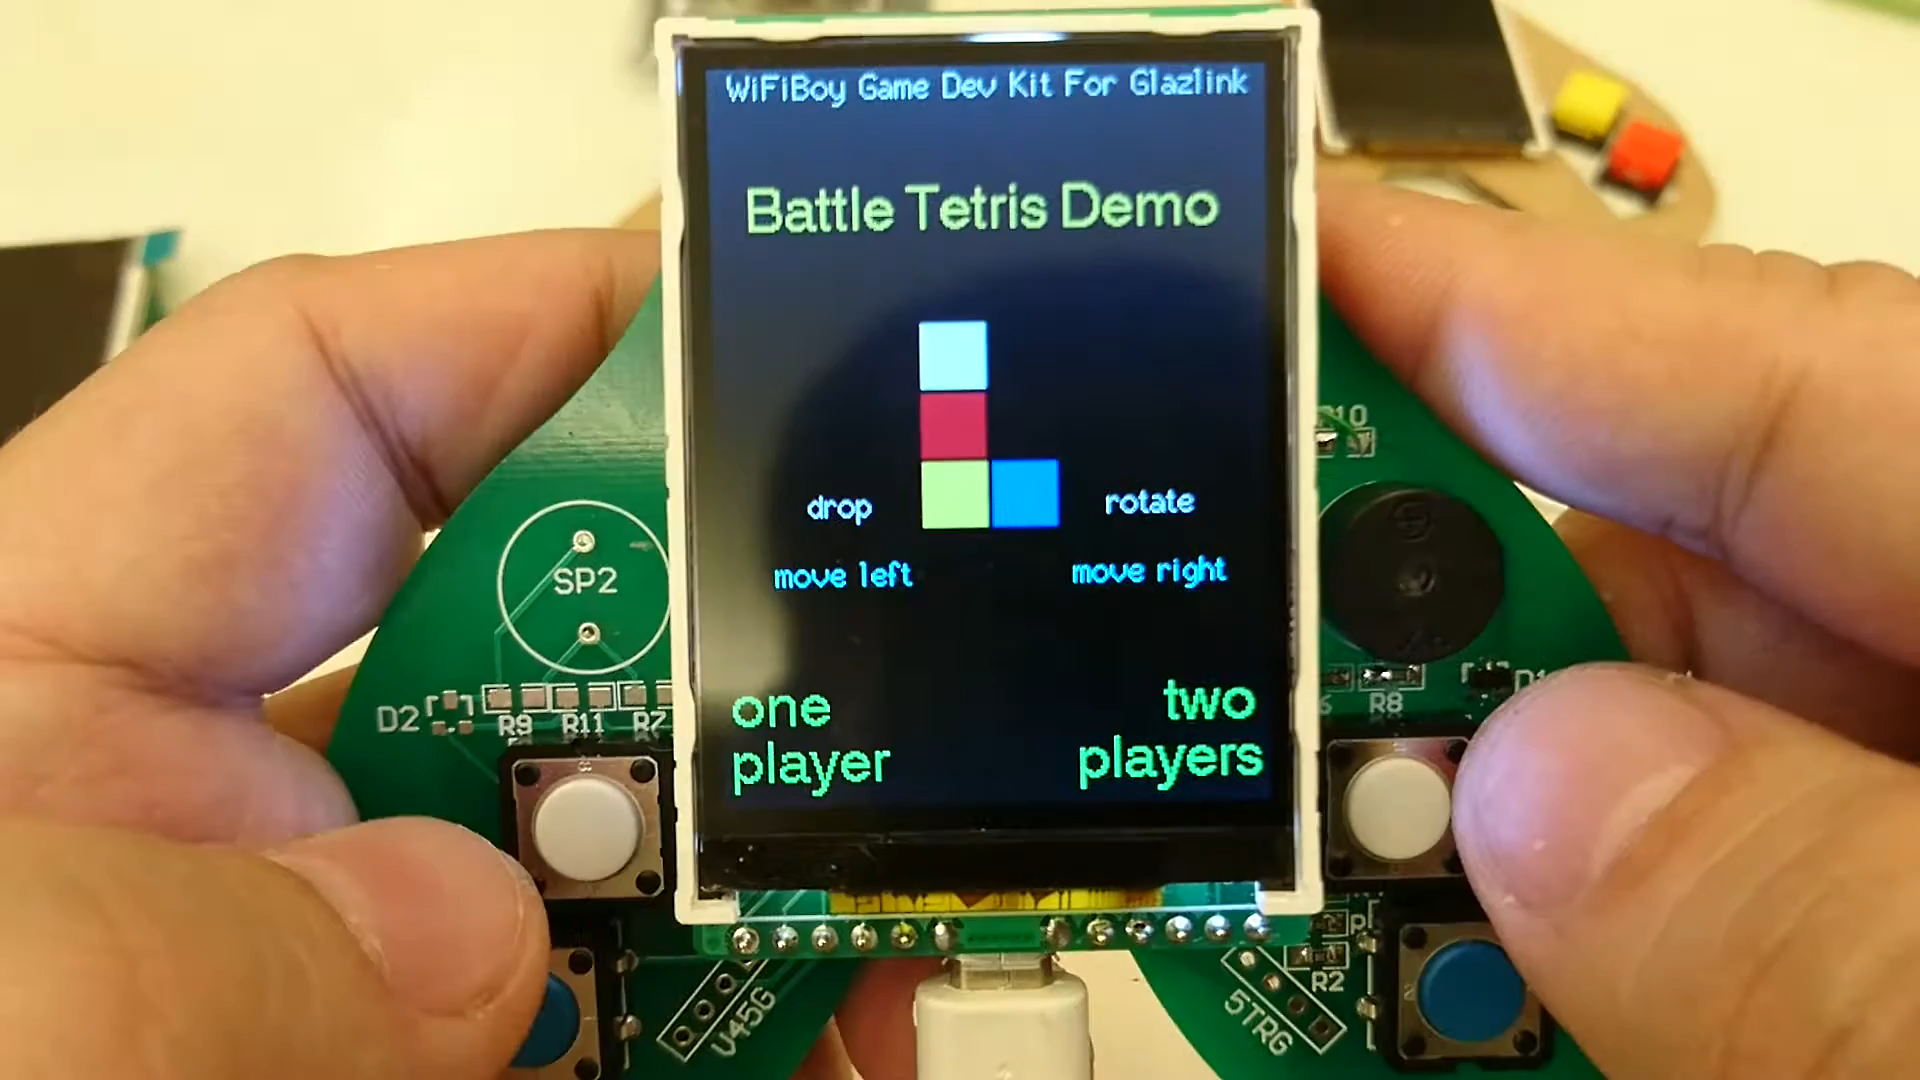 WiFiBoy Game Dev Kit For Glazlink
Battle Tetris Demo
drop
rotate
move left
move right
one
player
two
players
SP2
D2
R9
R11
R7
R8
R2
U45G
5TRG